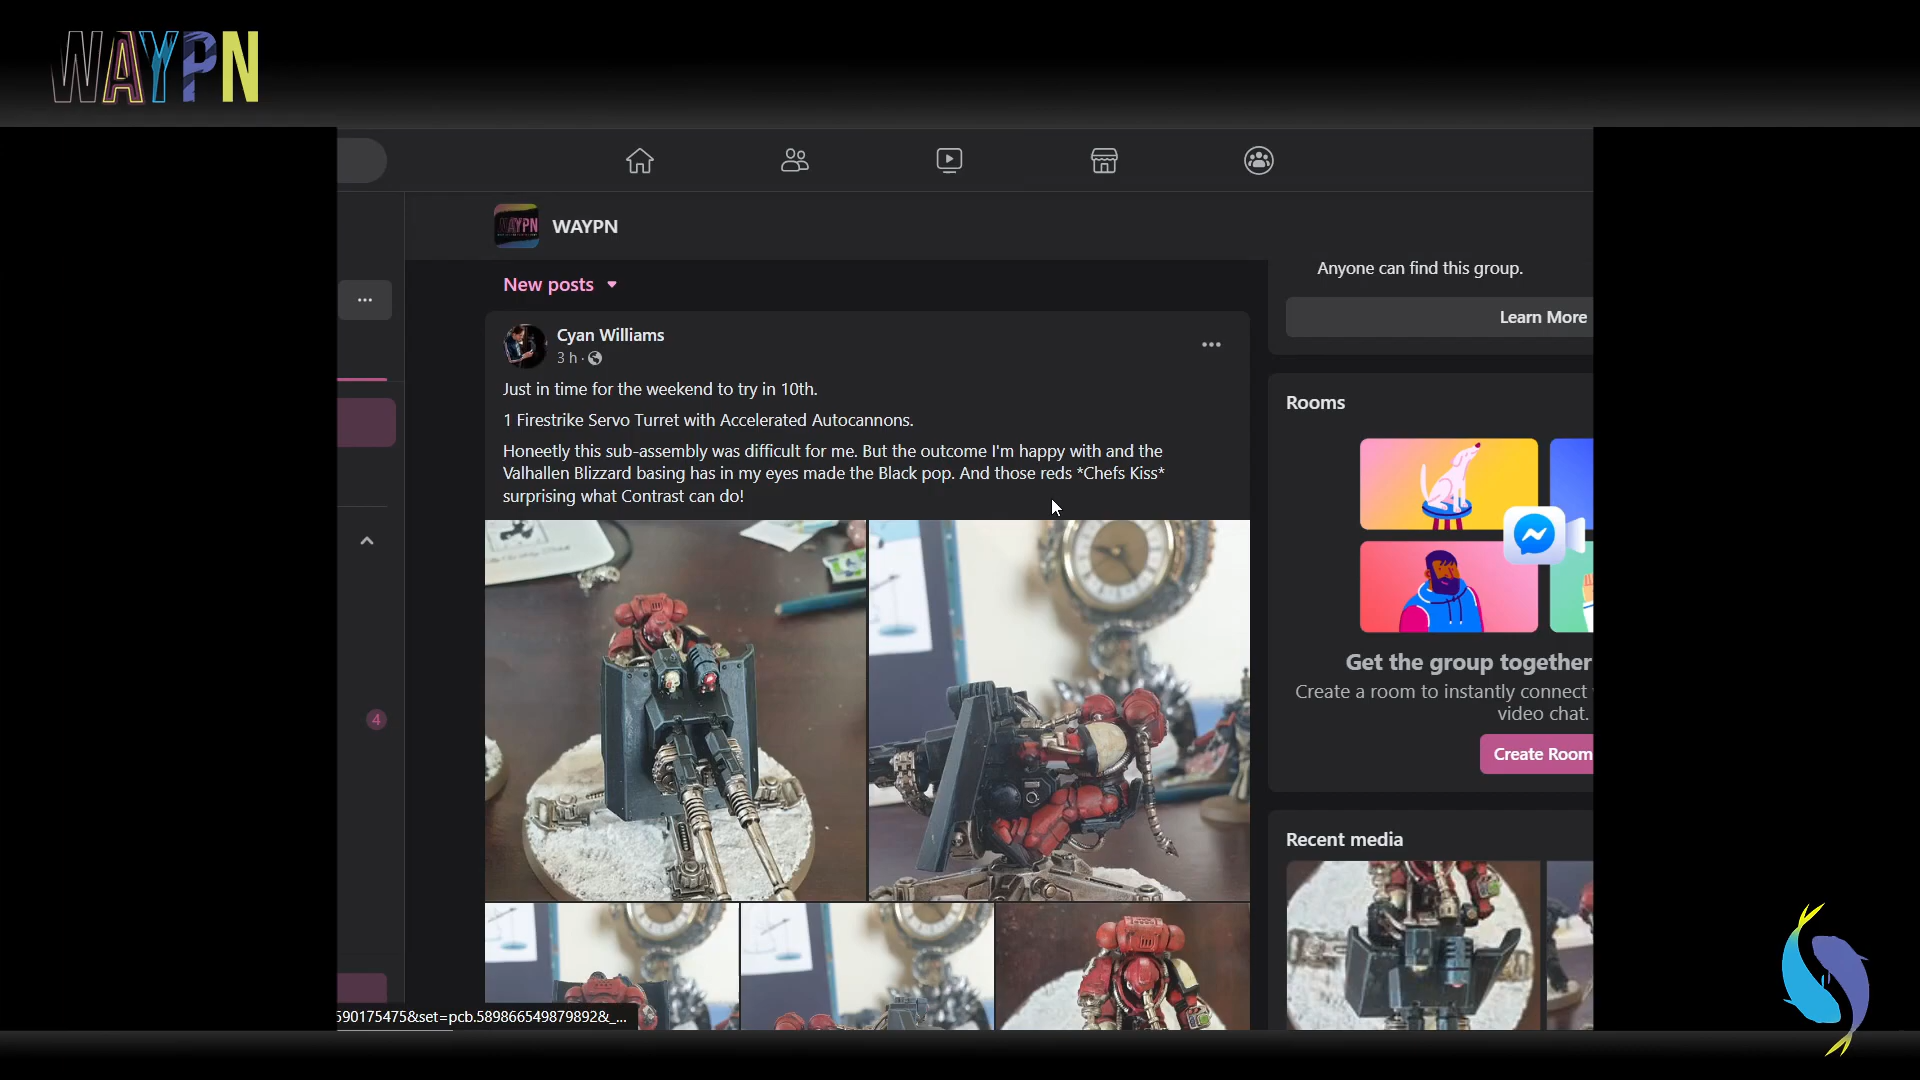 WAYPN
WAYPN
New posts
Anyone can find this group.
Learn More
Cyan Williams
3 h ·
Just in time for the weekend to try in 10th.
1 Firestrike Servo Turret with Accelerated Autocannons.
Honeetly this sub-assembly was difficult for me. But the outcome I'm happy with and the
Valhallen Blizzard basing has in my eyes made the Black pop. And those reds *Chefs Kiss*
surprising what Contrast can do!
Rooms
Get the group together
Create a room to instantly connect
video chat.
Create Room
4
Recent media
590175475&set=pcb.589866549879892&_...